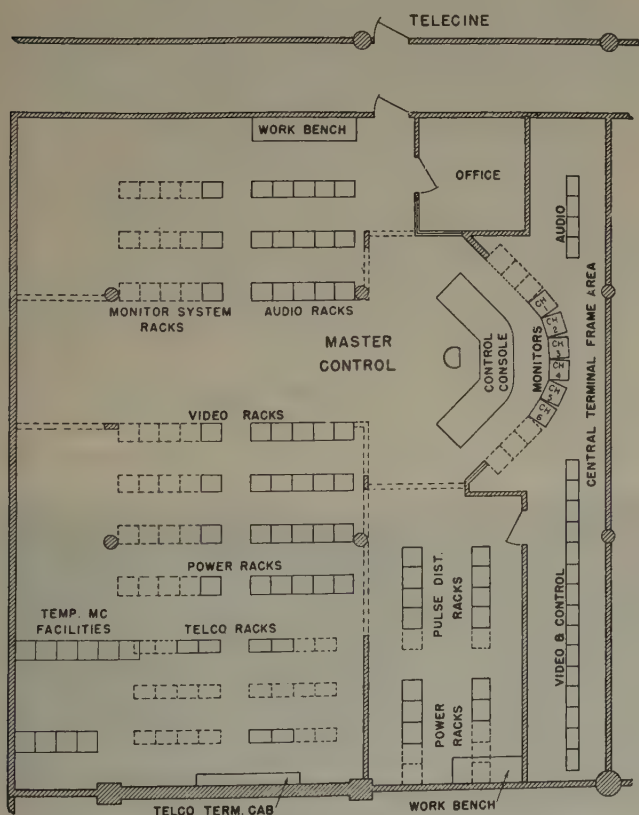 TELECINE
WORK BENCH
OFFICE
AUDIO
MONITOR SYSTEM
RACKS
AUDIO RACKS
MASTER
CONTROL
CONTROL
CONSOLE
MONITORS
CENTRAL TERMINAL FRAME AREA
VIDEO RACKS
POWER RACKS
PULSE DIST.
RACKS
VIDEO & CONTROL
TEMP. MC
FACILITIES
TELCO RACKS
POWER
RACKS
TELCO TERM. CAB
WORK BENCH